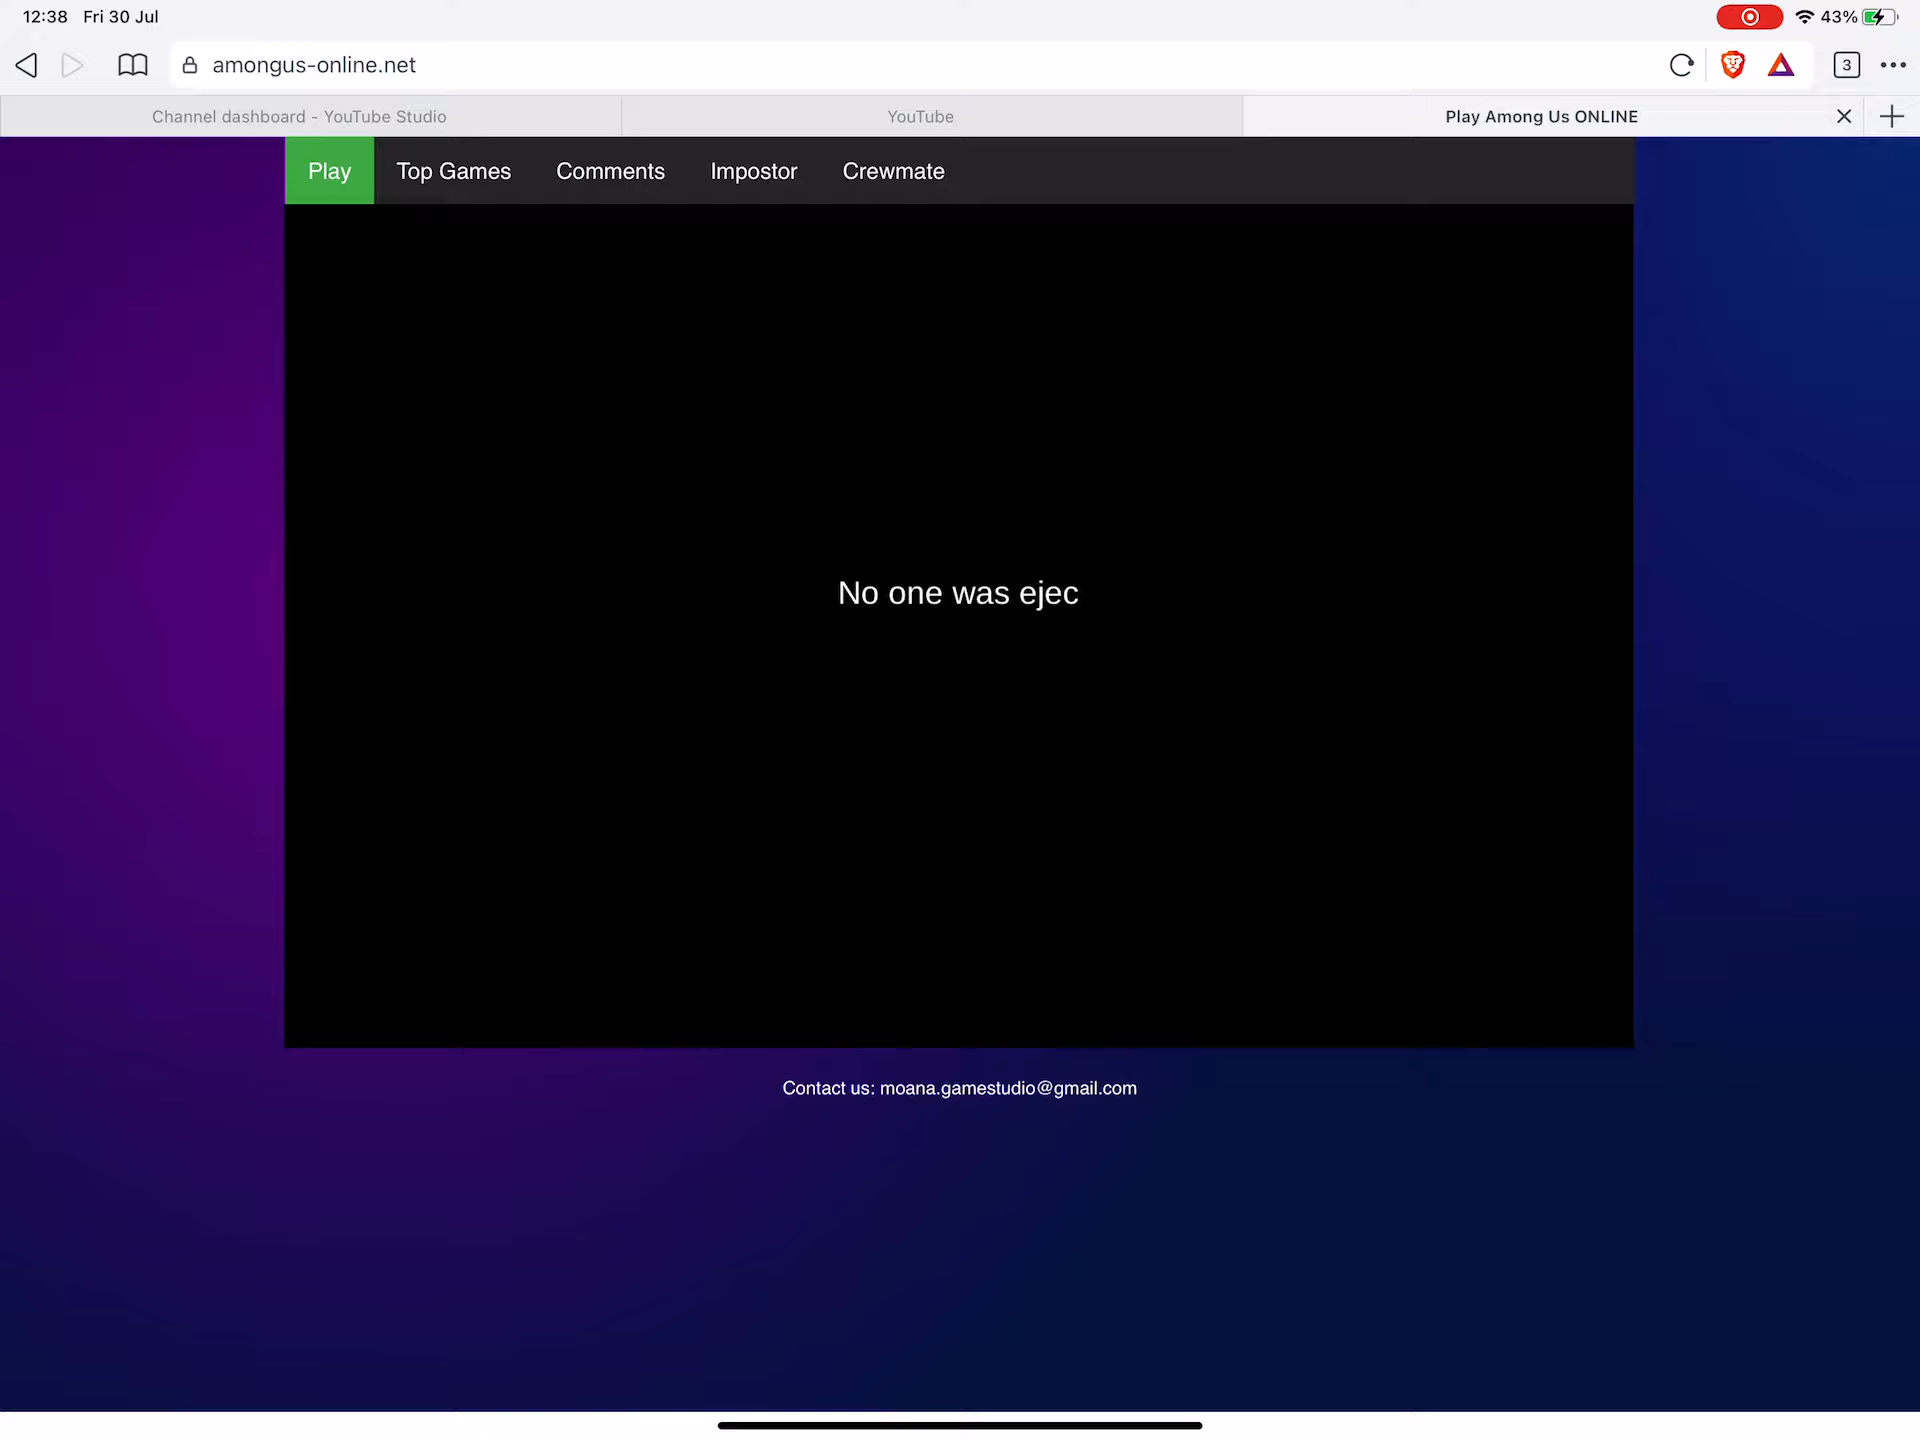 12:38 Fri 30 Jul
43%
amongus-online.net
3
Channel dashboard - YouTube Studio
YouTube
Play Among Us ONLINE
Play
Top Games
Comments
Impostor
Crewmate
No one was ejec
Contact us: moana.gamestudio@gmail.com